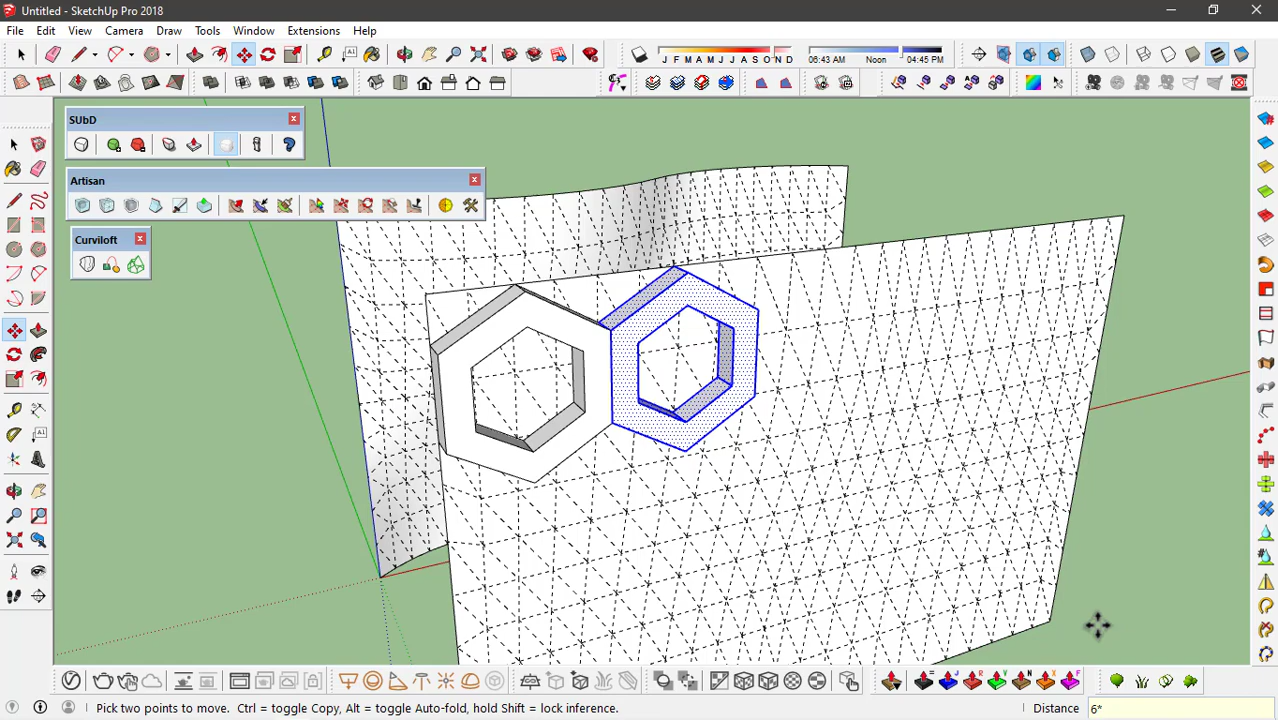 Untitled - SketchUp Pro 2018
File Edit View Camera Draw Tools Window Extensions Help
J F M A M J J A S O N D
06:43 AM Noon 04:45 PM
SUbD
Artisan
Curviloft
Pick two points to move. Ctrl = toggle Copy, Alt = toggle Auto-fold, hold Shift = lock inference.
Distance 6*